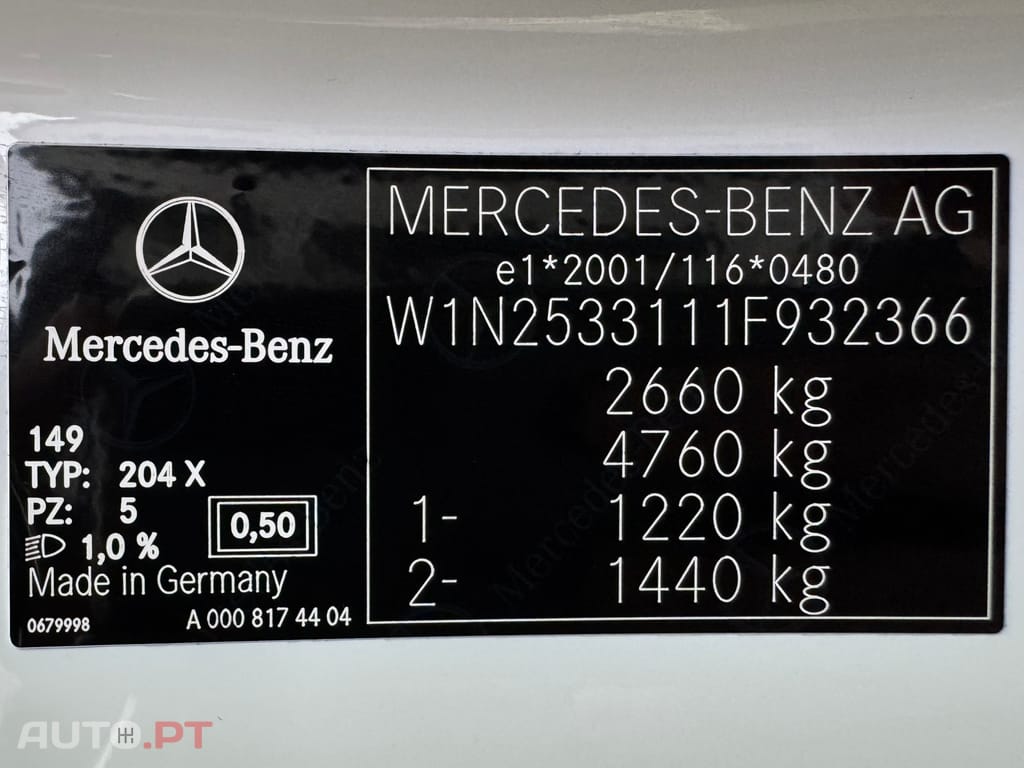 MERCEDES-BENZ AG
e1*2001/116*0480
W1N2533111F932366
2660 kg
4760 kg
1- 1220 kg
2- 1440 kg
Mercedes-Benz
149
TYP: 204 X
PZ: 5
1,0 %
0,50
Made in Germany
0679998
A 000 817 44 04
AUTO.PT